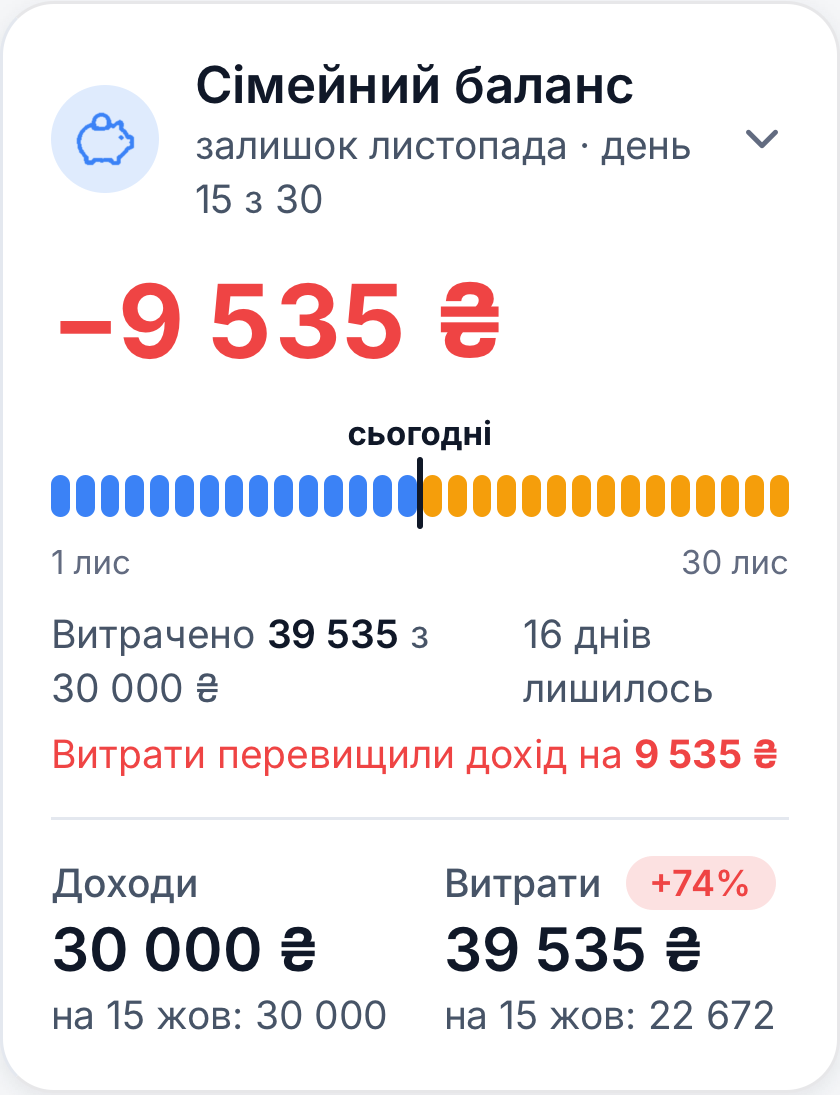 Сімейний баланс
залишок листопада · день
15 з 30
−9 535 ₴
сьогодні
1 лис
30 лис
Витрачено 39 535 з
30 000 ₴
16 днів
лишилось
Витрати перевищили дохід на 9 535 ₴
Доходи
30 000 ₴
на 15 жов: 30 000
Витрати
+74%
39 535 ₴
на 15 жов: 22 672